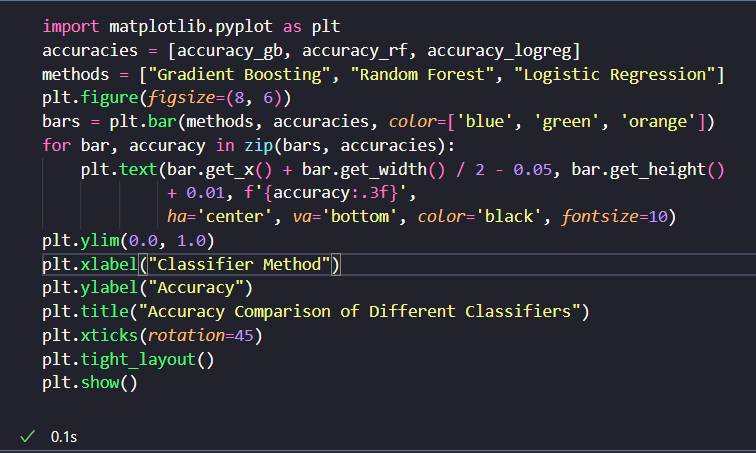 import matplotlib.pyplot as plt
accuracies = [accuracy_gb, accuracy_rf, accuracy_logreg]
methods = ["Gradient Boosting", "Random Forest", "Logistic Regression"]
plt.figure(figsize=(8, 6))
bars = plt.bar(methods, accuracies, color=['blue', 'green', 'orange'])
for bar, accuracy in zip(bars, accuracies):
    plt.text(bar.get_x() + bar.get_width() / 2 - 0.05, bar.get_height()
             + 0.01, f'{accuracy:.3f}',
             ha='center', va='bottom', color='black', fontsize=10)
plt.ylim(0.0, 1.0)
plt.xlabel("Classifier Method")
plt.ylabel("Accuracy")
plt.title("Accuracy Comparison of Different Classifiers")
plt.xticks(rotation=45)
plt.tight_layout()
plt.show()
0.1s